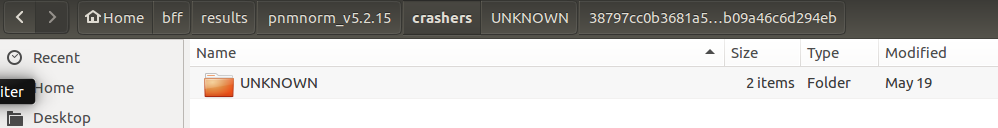 Home bff results pnmnorm_v5.2.15 crashers UNKNOWN 38797cc0b3681a5...b09a46c6d294eb
Recent Name Size Type Modified
iter Home UNKNOWN 2 items Folder May 19
Desktop